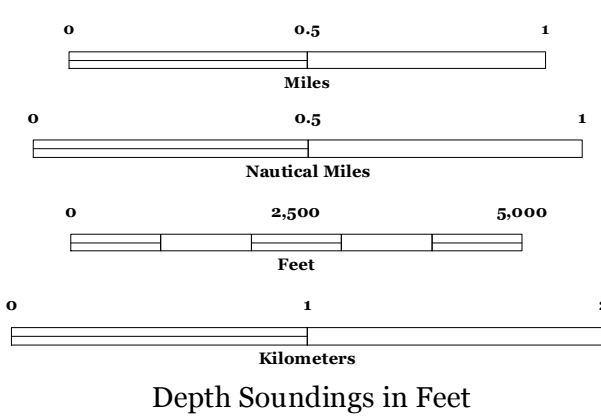 0 0.5 1
Miles
0 0.5 1
Nautical Miles
0 2,500 5,000
Feet
0 1 2
Kilometers
Depth Soundings in Feet